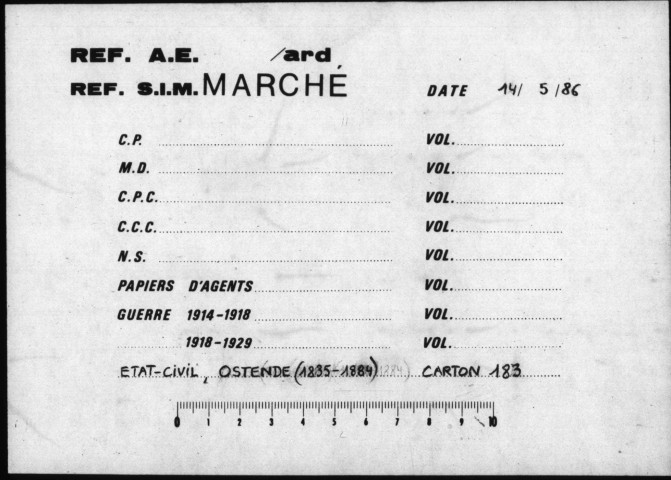 REF. A.E. /ard
REF. S.I.M. MARCHÉ DATE 14/ 5/86
C.P. VOL.
M.D. VOL.
C.P.C. VOL.
C.C.C. VOL.
N.S. VOL.
PAPIERS D'AGENTS VOL.
GUERRE 1914-1918 VOL.
1918-1929 VOL.
ETAT-CIVIL, OSTENDE (1835-1884) CARTON 183
0 1 2 3 4 5 6 7 8 9 10